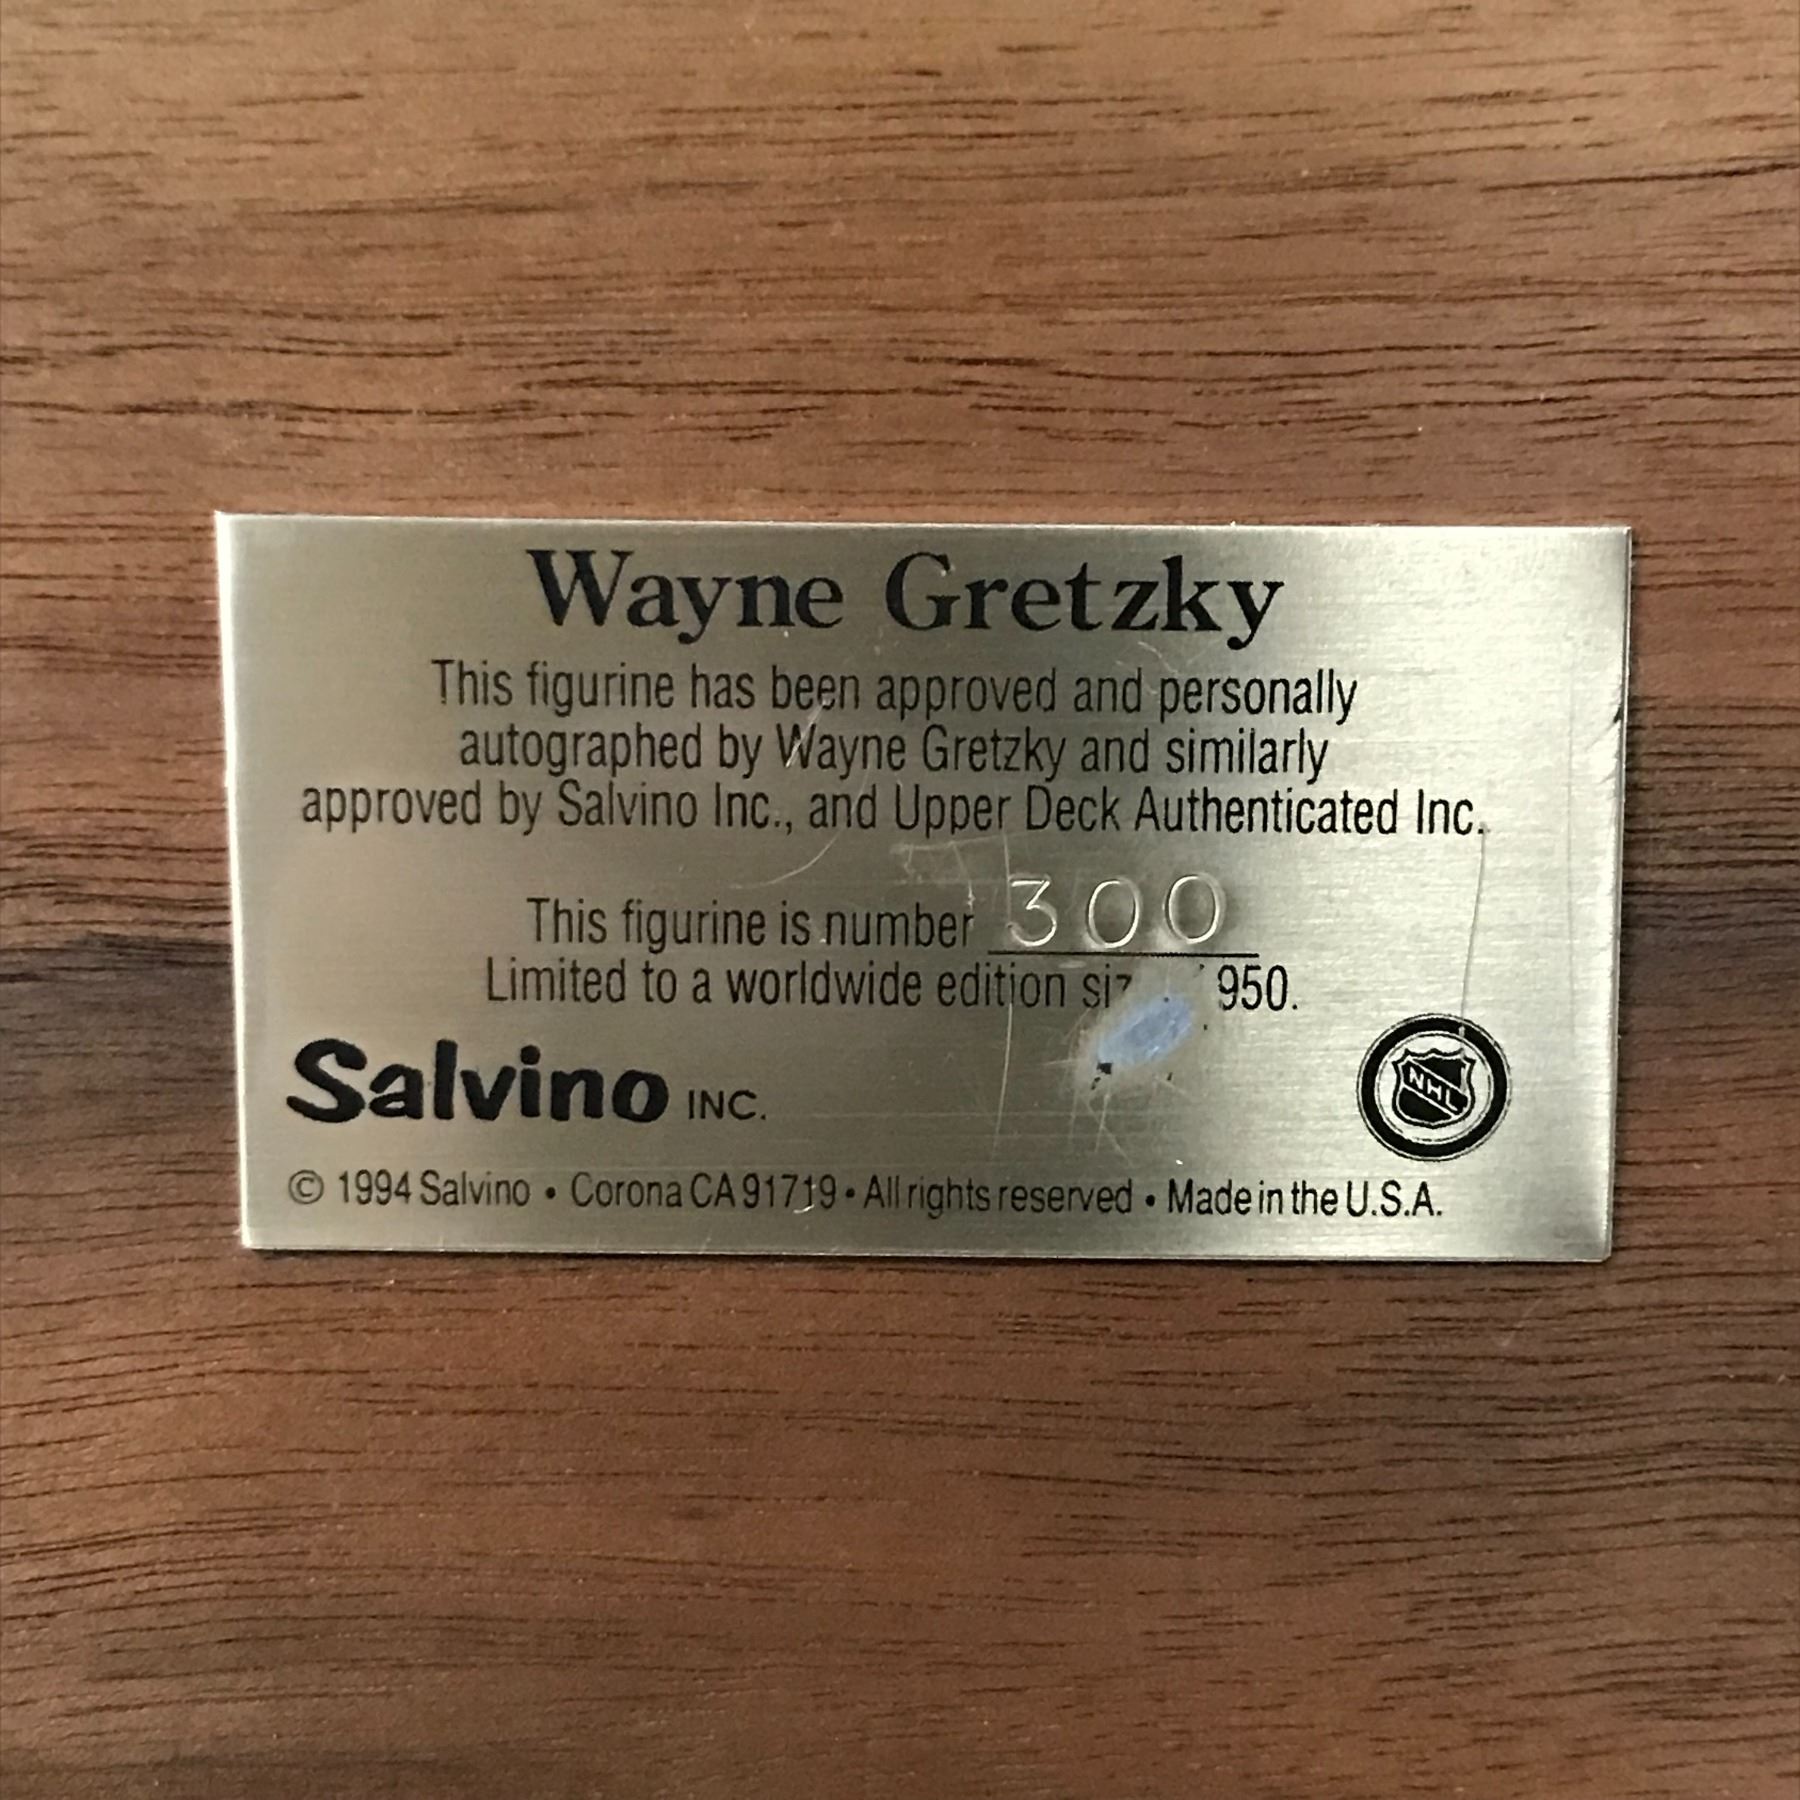 Wayne Gretzky
This figurine has been approved and personally
autographed by Wayne Gretzky and similarly
approved by Salvino Inc., and Upper Deck Authenticated Inc.
This figurine is number 300
Limited to a worldwide edition 950.
Salvino INC.
NHL
© 1994 Salvino • Corona CA 91719 • All rights reserved • Made in the U.S.A.